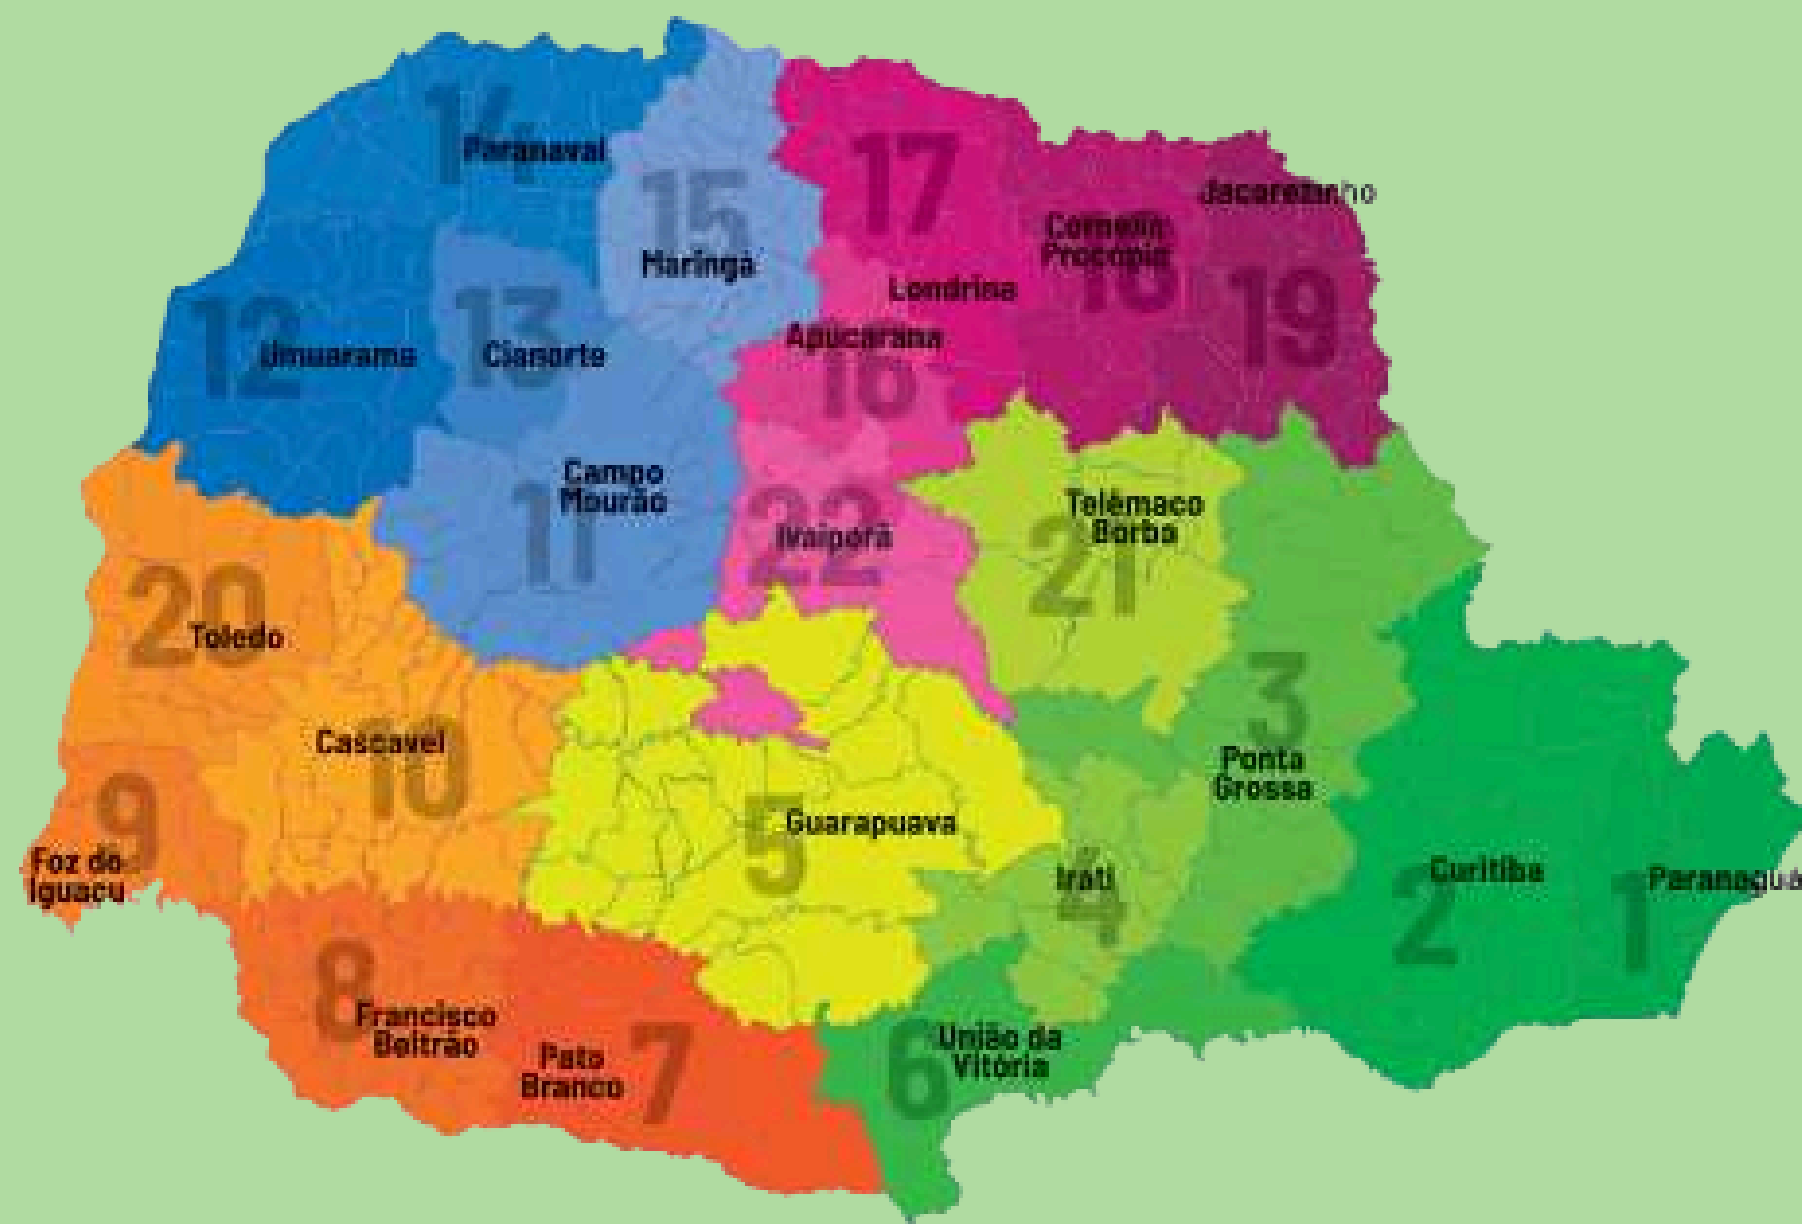 14
Paranavaí
15
Maringá
17
Londrina
Cornélio
Procópio
18
Jacarezinho
19
12
Umuarama
13
Cianorte
Apucarana
16
Campo
Mourão
11
22
Ivaiporã
Telêmaco
Borba
21
20
Toledo
Cascavel
10
9
Foz do
Iguaçu
3
Ponta
Grossa
5
Guarapuava
Irati
4
Curitiba
2
Paranaguá
1
8
Francisco
Beltrão
Pato
Branco
7
6
União da
Vitória